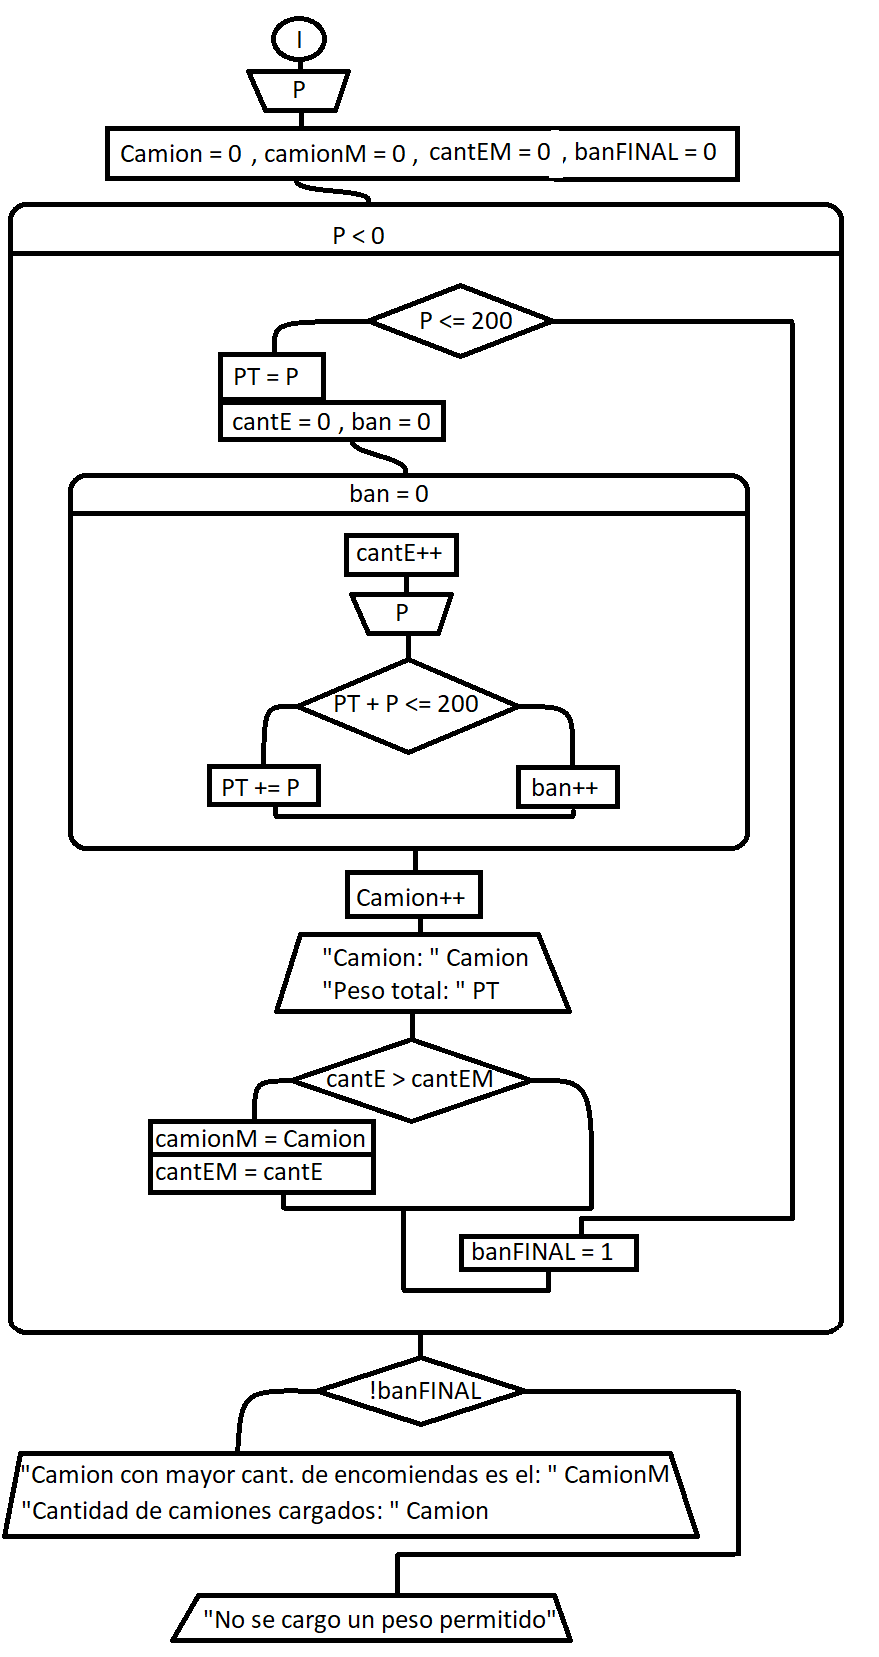 I
P
Camion = 0 , camionM = 0 , cantEM = 0 , banFINAL = 0
P < 0
P <= 200
PT = P
cantE = 0 , ban = 0
ban = 0
cantE++
P
PT + P <= 200
PT += P
ban++
Camion++
"Camion: " Camion
"Peso total: " PT
cantE > cantEM
camionM = Camion
cantEM = cantE
banFINAL = 1
!banFINAL
"Camion con mayor cant. de encomiendas es el: " CamionM
"Cantidad de camiones cargados: " Camion
"No se cargo un peso permitido"